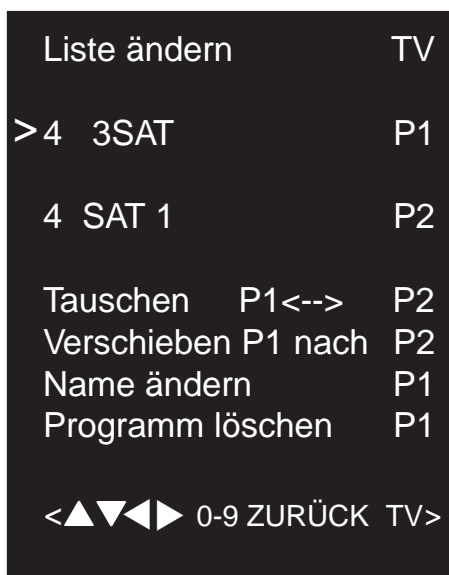 Liste ändern TV
>4 3SAT P1
4 SAT 1 P2
Tauschen P1<--> P2
Verschieben P1 nach P2
Name ändern P1
Programm löschen P1
<▲▼◀▶ 0-9 ZURÜCK TV>